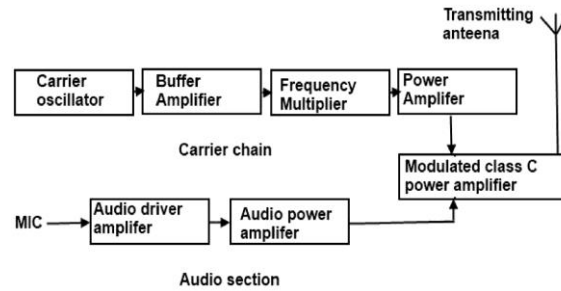 Transmitting
anteena
Carrier
oscillator
Buffer
Amplifier
Frequency
Multiplier
Power
Amplifer
Carrier chain
Modulated class C
power amplifier
MIC
Audio driver
amplifer
Audio power
amplifer
Audio section